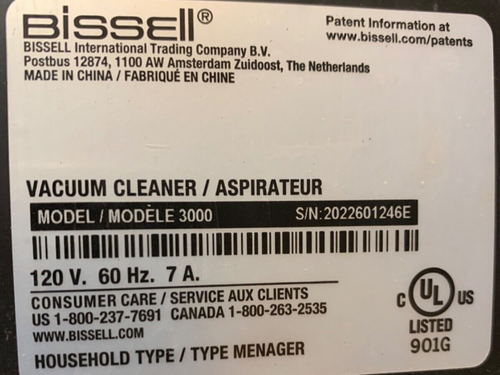 BISSELL®
Patent Information at
www.bissell.com/patents
BISSELL International Trading Company B.V.
Postbus 12874, 1100 AW Amsterdam Zuidoost, The Netherlands
MADE IN CHINA / FABRIQUÉ EN CHINE
VACUUM CLEANER / ASPIRATEUR
MODEL / MODÈLE 3000 S/N:2022601246E
120 V. 60 Hz. 7 A.
CONSUMER CARE / SERVICE AUX CLIENTS
US 1-800-237-7691 CANADA 1-800-263-2535
WWW.BISSELL.COM
HOUSEHOLD TYPE / TYPE MENAGER
C UL US
LISTED
901G